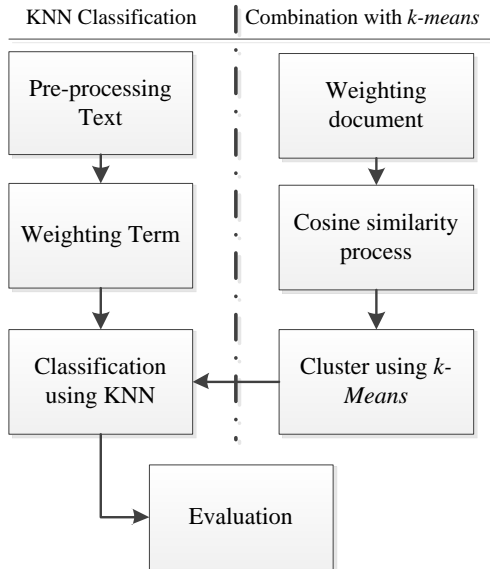 KNN Classification
Combination with k-means
Pre-processing
Text
Weighting
document
Weighting Term
Cosine similarity
process
Classification
using KNN
Cluster using k-
Means
Evaluation